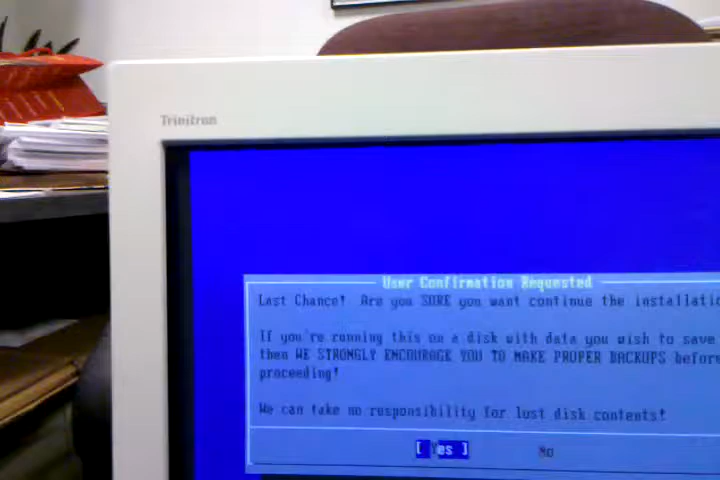 Trinitron
User Confirmation Requested
Last Chance! Are you SURE you want continue the installatio
If you're running this on a disk with data you wish to save
then WE STRONGLY ENCOURAGE YOU TO MAKE PROPER BACKUPS before
proceeding!
We can take no responsibility for lost disk contents!
[ Yes ] No